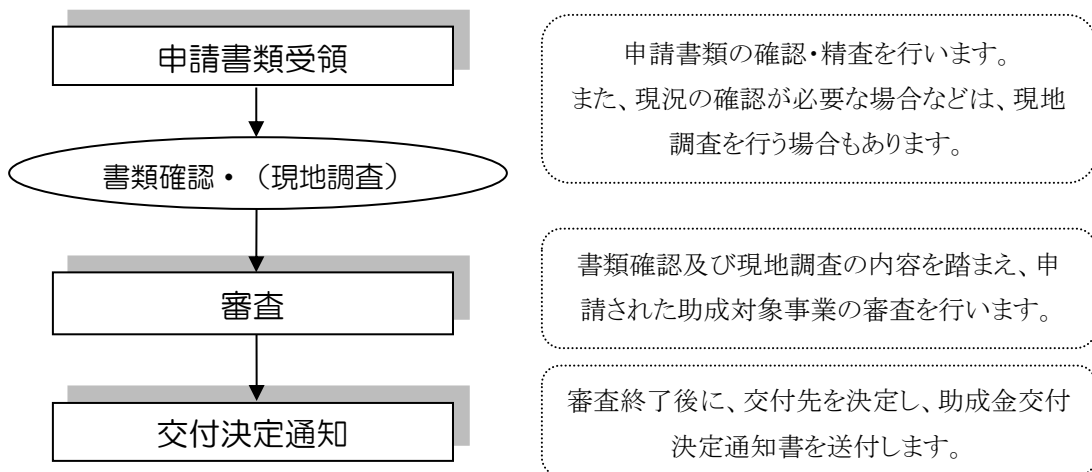 申請書類受領
申請書類の確認・精査を行います。
また、現況の確認が必要な場合などは、現地
調査を行う場合もあります。
書類確認・（現地調査）
書類確認及び現地調査の内容を踏まえ、申
請された助成対象事業の審査を行います。
審査
審査終了後に、交付先を決定し、助成金交付
決定通知書を送付します。
交付決定通知